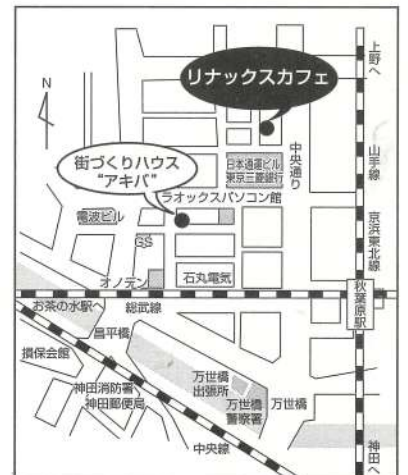 リナックスカフェ
上野へ
N
街づくりハウス
“アキバ”
中央通り
山手線
日本通運ビル
東京三菱銀行
ラオックスパソコン館
電波ビル
京浜東北線
GS
オノデン
石丸電気
秋葉原駅
お茶の水駅へ
総武線
昌平橋
損保会館
万世橋
出張所
神田消防署
神田郵便局
万世橋
警察署
万世橋
中央線
神田へ